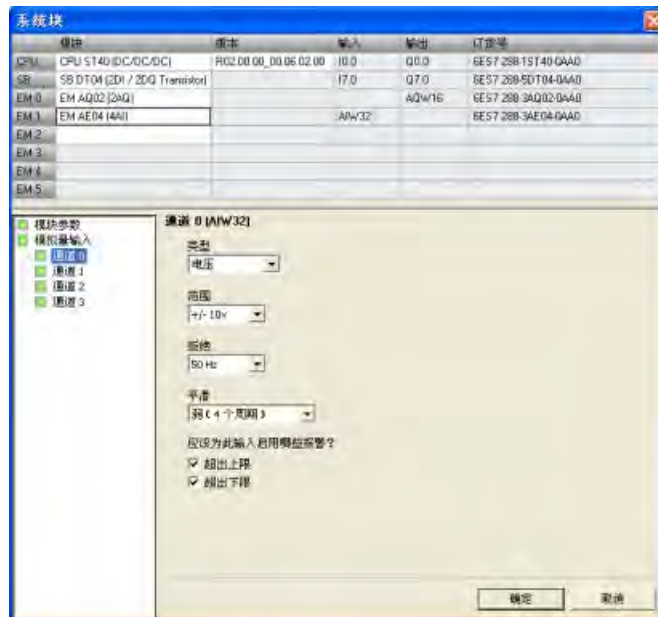 系统块
模块 版本 输入 输出 订货号
CPU CPU ST40 (DC/DC/DC) R02.00.00_00.06.02.00 I0.0 Q0.0 6ES7 288-1ST40-0AA0
SB SB DT04 (2DI / 2DQ Transistor) I7.0 Q7.0 6ES7 288-5DT04-0AA0
EM 0 EM AQ02 (2AQ) AQW16 6ES7 288-3AQ02-0AA0
EM 1 EM AE04 (4AI) AIW32 6ES7 288-3AE04-0AA0
EM 2
EM 3
EM 4
EM 5
模块参数
模拟量输入
通道 0
通道 1
通道 2
通道 3
通道 0 (AIW32)
类型
电压
范围
+/- 10v
抑制
50 Hz
平滑
弱 (4 个周期)
应该为此输入启用哪些报警?
超出上限
超出下限
确定 取消